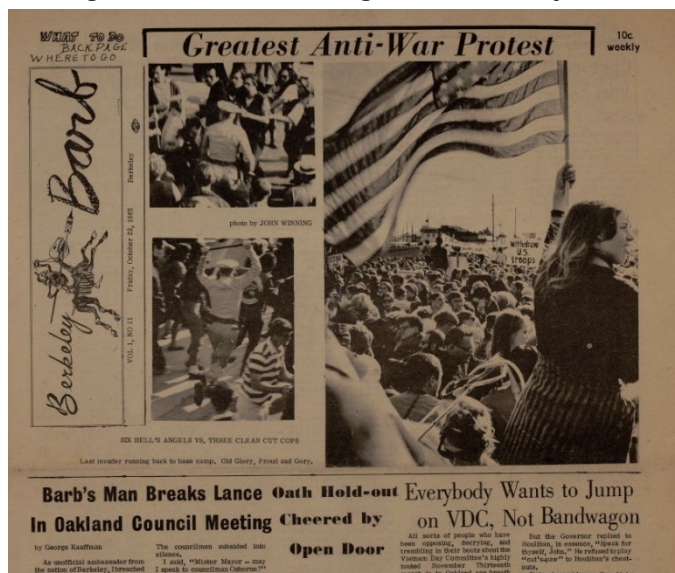 WHAT TO DO
BACK PAGE
WHERE TO GO
Greatest Anti-War Protest
10c
weekly
Berkeley Barb
VOL 1, NO 11 Friday, October 22, 1965 Berkeley
photo by JOHN WINNING
withdraw
U.S.
troops
SIX HELL'S ANGELS VS. THREE CLEAN CUT COPS
Last invader running back to base camp. Old Glory, Proud and Gory.
Barb's Man Breaks Lance
In Oakland Council Meeting
by George Kauffman
As unofficial ambassador from
the nation of Berkeley, I breached
The councilmen subsided into
silence.
I said, "Mister Mayor -- may
I speak to councilman Osborne?"
Oath Hold-out
Cheered by
Open Door
Everybody Wants to Jump
on VDC, Not Bandwagon
All sorts of people who have
been opposing, decrying, and
trembling in their boots about the
Vietnam Day Committee's highly
touted November Thirteenth
But the Governor replied to
Houlihan, in essence, "Speak for
thyself, John." He refused to play
"cat's-paw" to Houlihan's chest-
nuts.